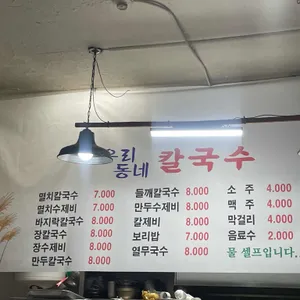 우리
동네
칼국수
멸치칼국수 7.000
멸치수제비 7.000
바지락칼국수 8.000
장칼국수 8.000
장수제비 8.000
만두칼국수 8.000
들깨칼국수 8.000
만두수제비 8.000
칼제비 8.000
보리밥 7.000
열무국수 8.000
소 주 4.000
맥 주 4.000
막걸리 4.000
음료수 2.000
물 셀프입니다.